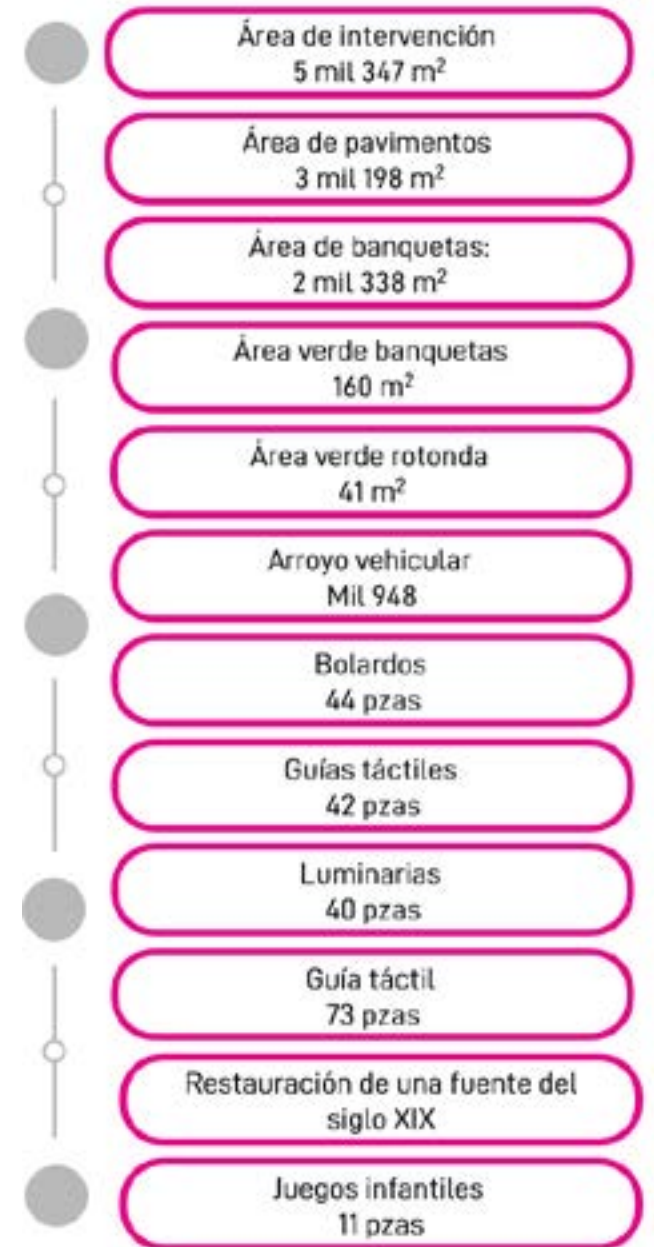 Área de intervención
5 mil 347 m²
Área de pavimentos
3 mil 198 m²
Área de banquetas:
2 mil 338 m²
Área verde banquetas
160 m²
Área verde rotonda
41 m²
Arroyo vehicular
Mil 948
Bolardos
44 pzas
Guías táctiles
42 pzas
Luminarias
40 pzas
Guía táctil
73 pzas
Restauración de una fuente del
siglo XIX
Juegos infantiles
11 pzas